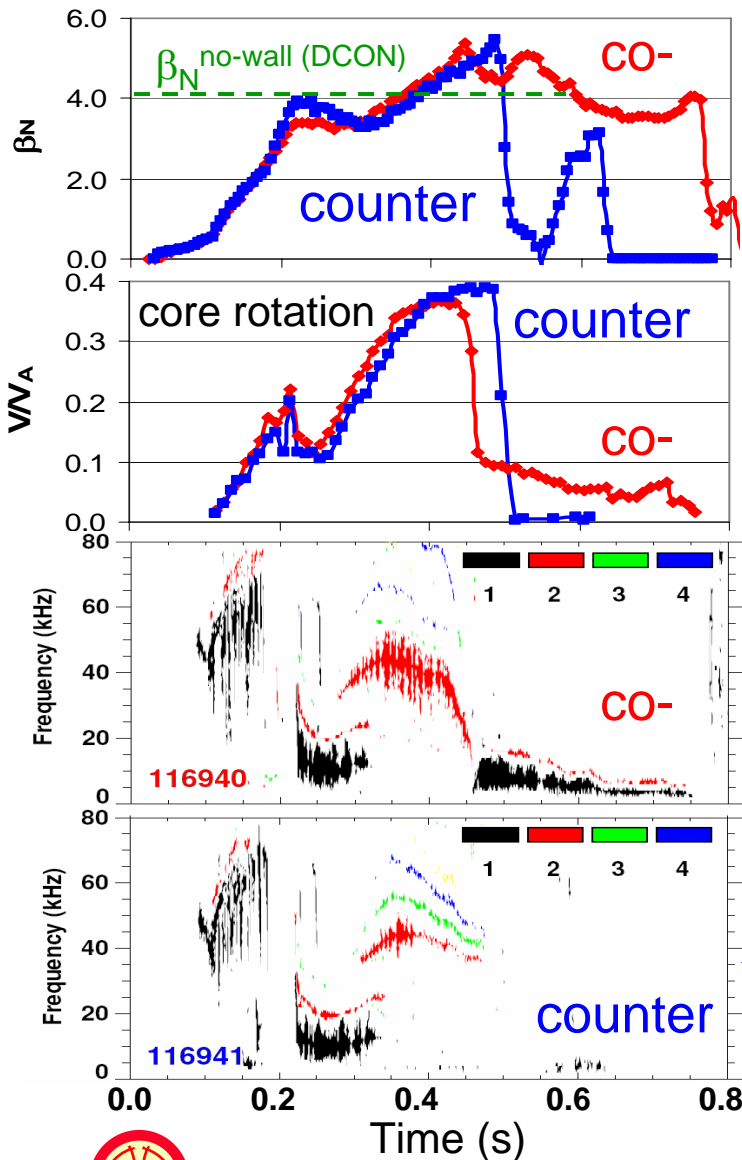 6.0
4.0
2.0
0.0
βN
βN no-wall (DCON)
co-
counter
0.4
0.3
0.2
0.1
0.0
V/VA
core rotation
counter
co-
80
60
40
20
0
Frequency (kHz)
1 2 3 4
co-
116940
80
60
40
20
0
Frequency (kHz)
1 2 3 4
counter
116941
0.0 0.2 0.4 0.6 0.8
Time (s)